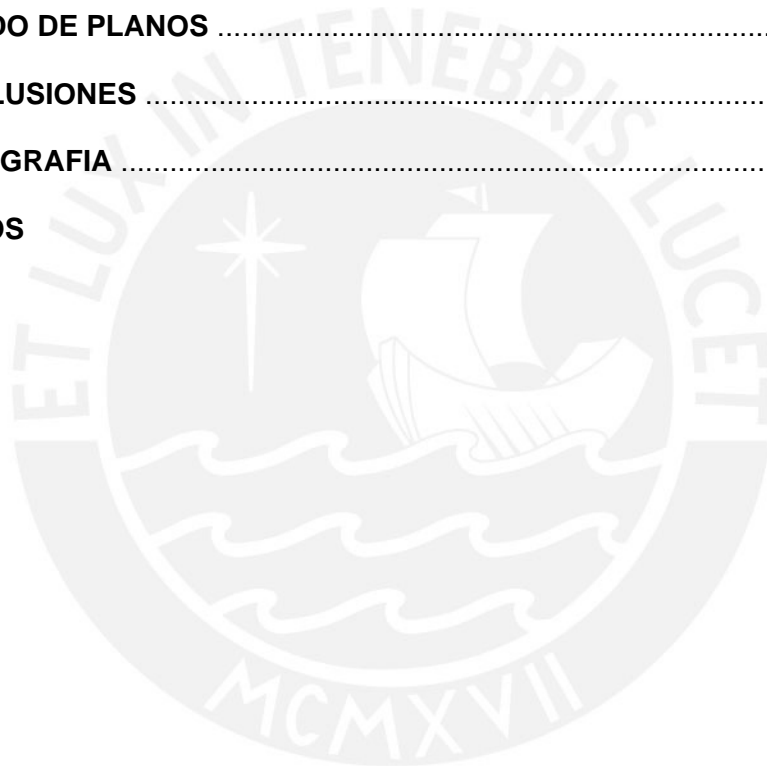 DO DE PLANOS ................................................................
LUSIONES ................................................................
GRAFIA ................................................................
OS
ET LUX IN TENEBRIS LUCET
MCMXVII